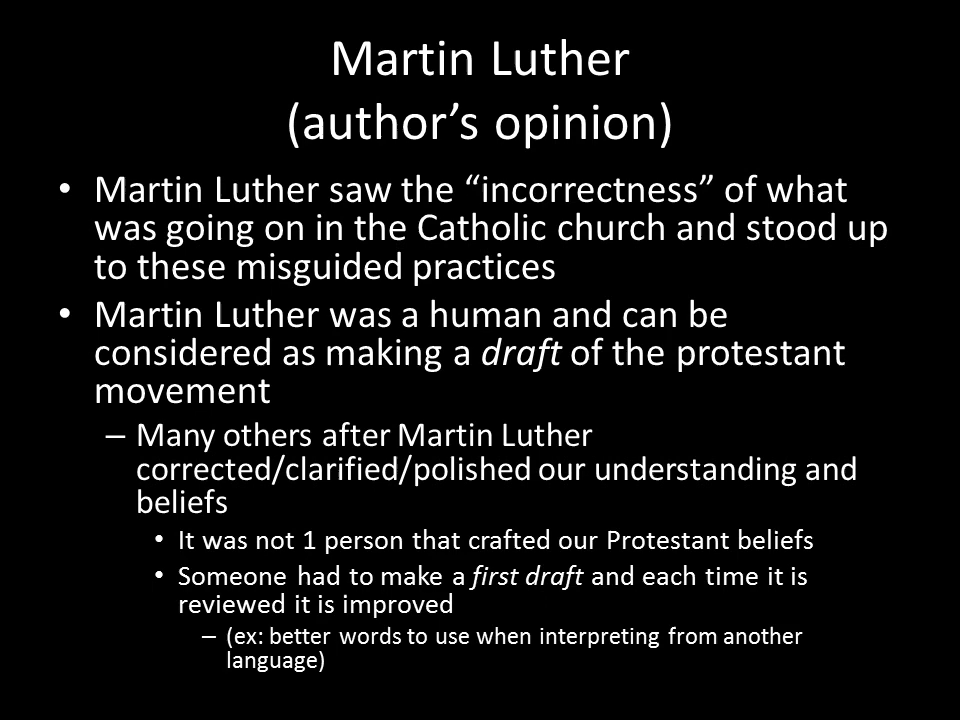 Martin Luther
(author’s opinion)
• Martin Luther saw the “incorrectness” of what
was going on in the Catholic church and stood up
to these misguided practices
• Martin Luther was a human and can be
considered as making a draft of the protestant
movement
– Many others after Martin Luther
corrected/clarified/polished our understanding and
beliefs
• It was not 1 person that crafted our Protestant beliefs
• Someone had to make a first draft and each time it is
reviewed it is improved
– (ex: better words to use when interpreting from another
language)